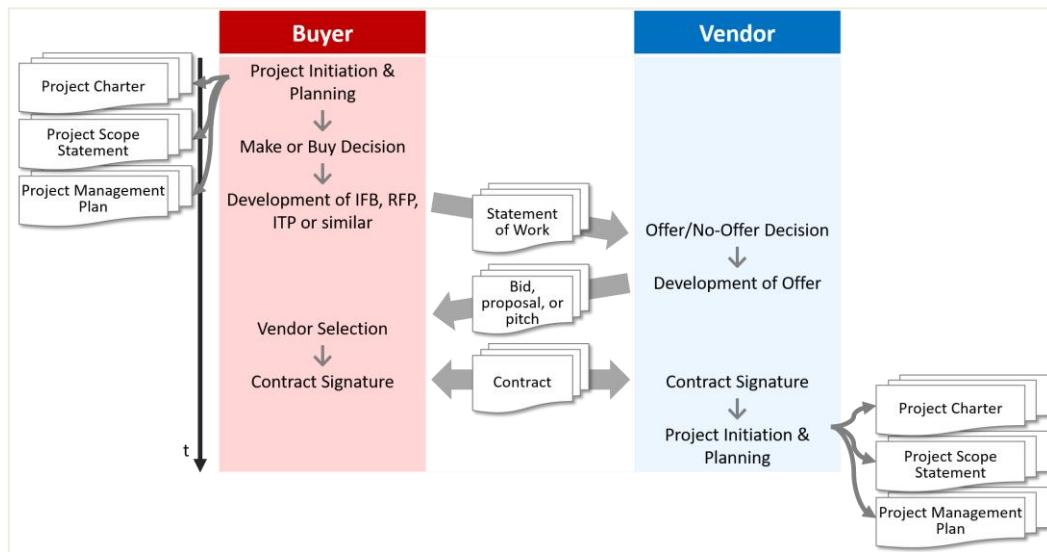 Buyer
Vendor
Project Charter
Project Scope
Statement
Project Management
Plan
t
Project Initiation &
Planning
Make or Buy Decision
Development of IFB, RFP,
ITP or similar
Statement
of Work
Offer/No-Offer Decision
Development of Offer
Bid,
proposal, or
pitch
Vendor Selection
Contract Signature
Contract
Contract Signature
Project Initiation &
Planning
Project Charter
Project Scope
Statement
Project Management
Plan